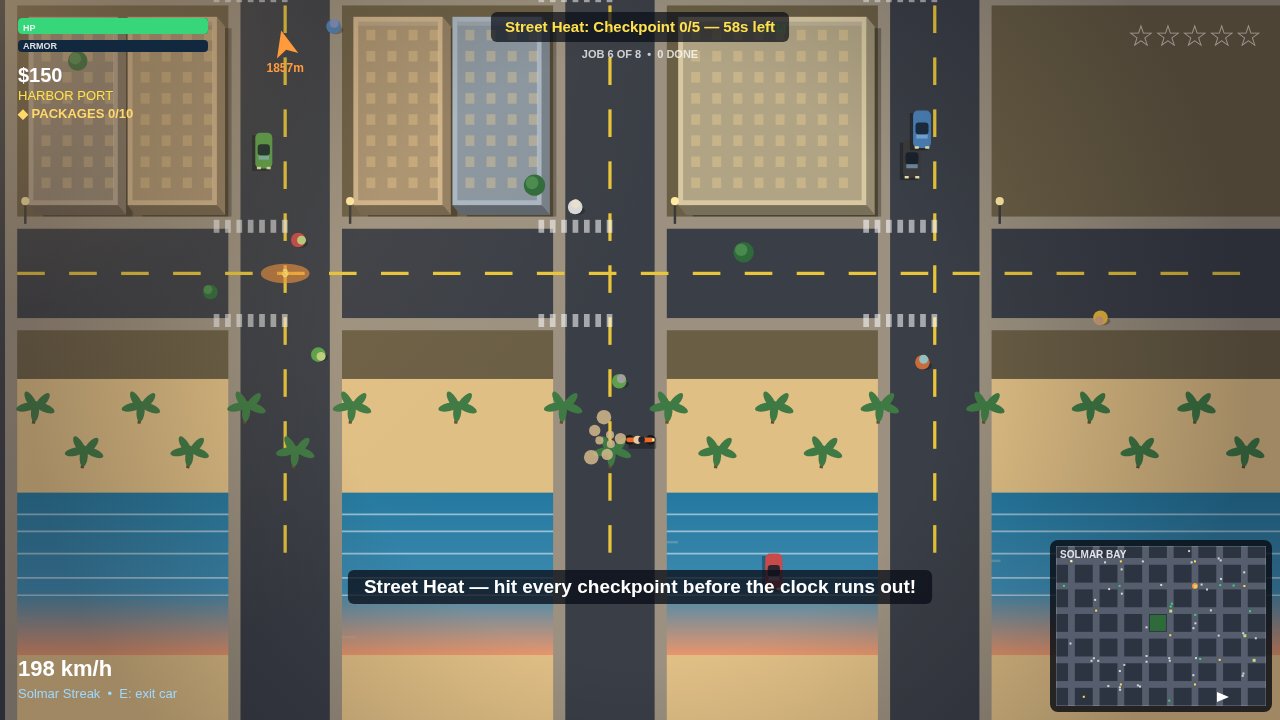 HP
ARMOR
$150
HARBOR PORT
◆ PACKAGES 0/10
1857m
Street Heat: Checkpoint 0/5 — 58s left
JOB 6 OF 8 • 0 DONE
☆☆☆☆☆
Street Heat — hit every checkpoint before the clock runs out!
SOLMAR BAY
198 km/h
Solmar Streak • E: exit car